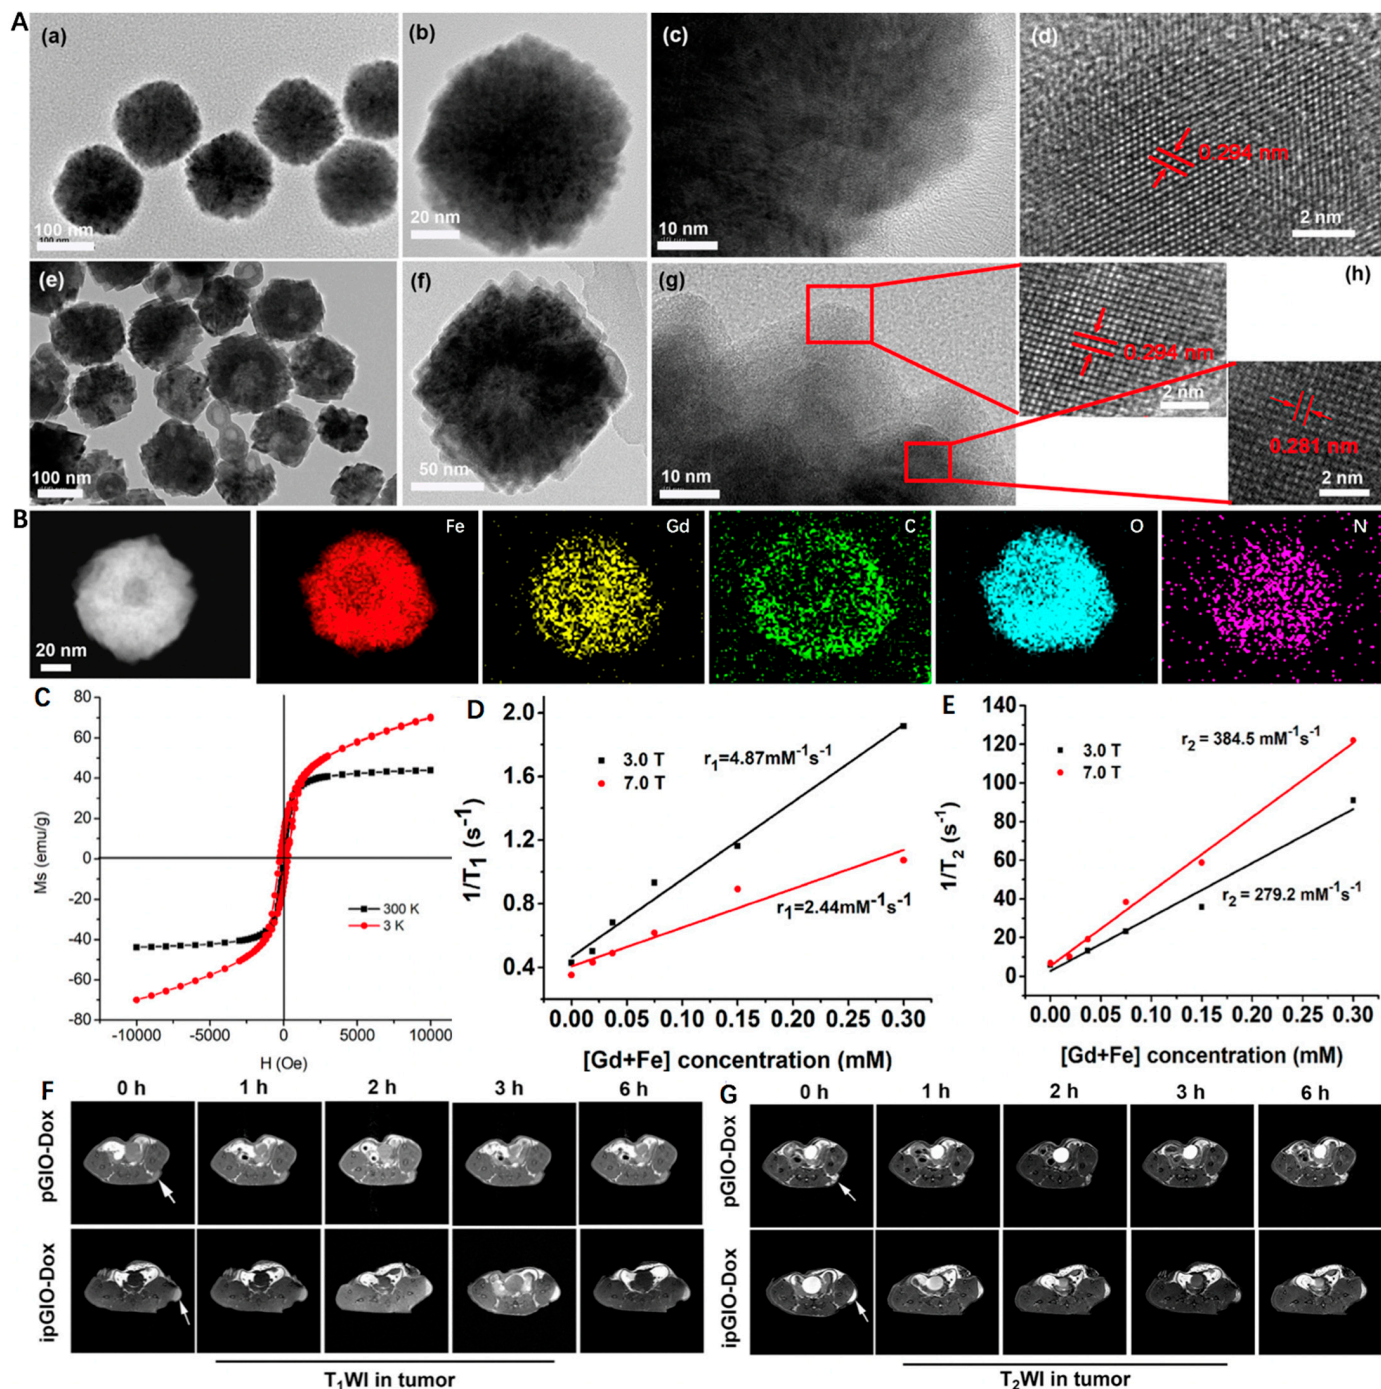 A
(a)
(b)
(c)
(d)
0.294 nm
100 nm
100 nm
20 nm
10 nm
2 nm
(e)
(f)
(g)
(h)
0.294 nm
2 nm
0.281 nm
100 nm
50 nm
10 nm
2 nm
B
Fe
Gd
C
O
N
20 nm
C
80
60
40
20
0
-20
-40
-60
-80
Ms (emu/g)
300 K
3 K
-10000 -5000 0 5000 10000
H (Oe)
D
2.0
1.6
1.2
0.8
0.4
1/T1 (s-1)
3.0 T
7.0 T
r1=4.87mM-1s-1
r1=2.44mM-1s-1
0.00 0.05 0.10 0.15 0.20 0.25 0.30
[Gd+Fe] concentration (mM)
E
140
120
100
80
60
40
20
0
1/T2 (s-1)
3.0 T
7.0 T
r2 = 384.5 mM-1s-1
r2 = 279.2 mM-1s-1
0.00 0.05 0.10 0.15 0.20 0.25 0.30
[Gd+Fe] concentration (mM)
F
0 h 1 h 2 h 3 h 6 h
pGIO-Dox
ipGIO-Dox
T1WI in tumor
G
0 h 1 h 2 h 3 h 6 h
pGIO-Dox
ipGIO-Dox
T2WI in tumor